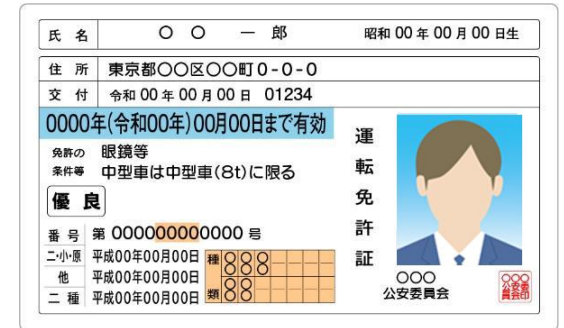 氏 名 〇 〇 一 郎 昭和 00 年 00 月 00 日生
住 所 東京都〇〇区〇〇町0-0-0
交 付 令和 00 年 00 月 00 日 01234
0000年(令和00年)00月00日まで有効
免許の
条件等
眼鏡等
中型車は中型車(8t)に限る
優 良
番 号 第 0000000000000 号
二・小・原 平成00年00月00日
他 平成00年00月00日
二 種 平成00年00月00日
種 〇〇〇
〇〇〇
類 〇〇
〇〇
運転免許証
〇〇〇
公安委員会